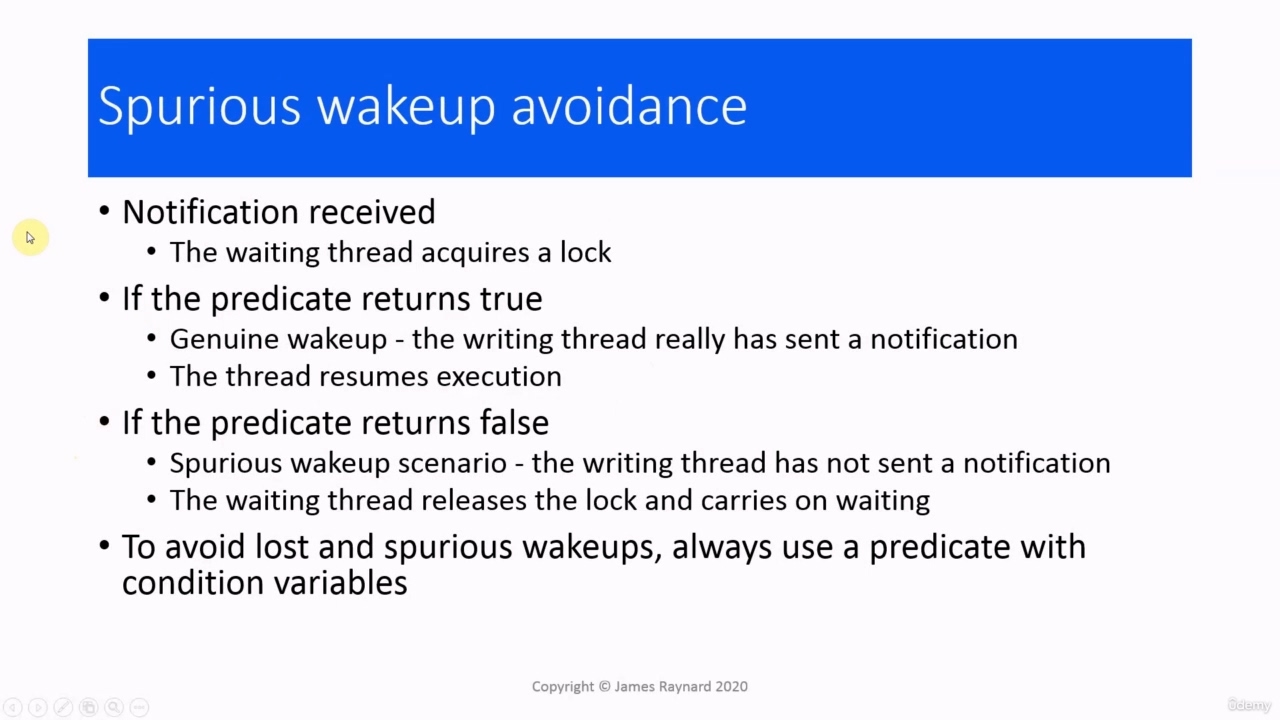 Spurious wakeup avoidance
• Notification received
• The waiting thread acquires a lock
• If the predicate returns true
• Genuine wakeup - the writing thread really has sent a notification
• The thread resumes execution
• If the predicate returns false
• Spurious wakeup scenario - the writing thread has not sent a notification
• The waiting thread releases the lock and carries on waiting
• To avoid lost and spurious wakeups, always use a predicate with
condition variables
Copyright © James Raynard 2020
ûdemy